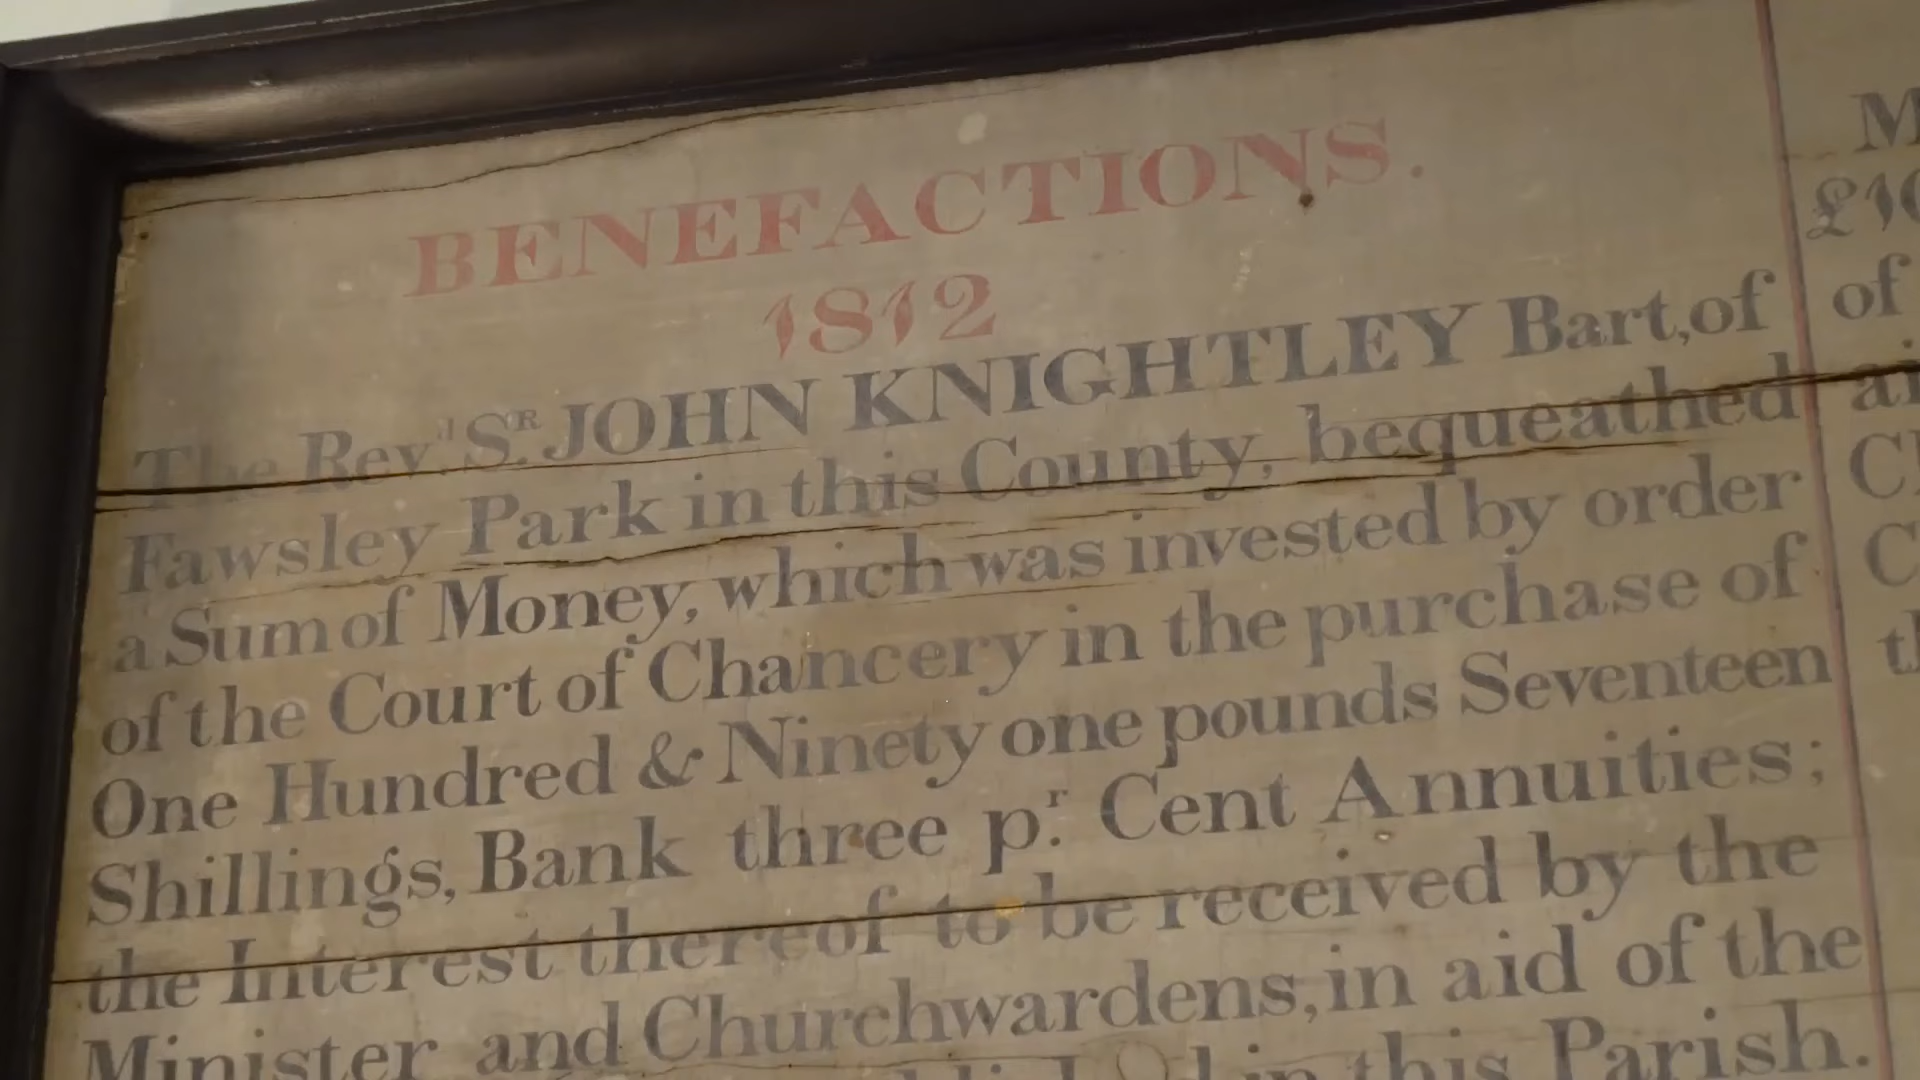 BENEFACTIONS.
1812
The Rev.d S.R JOHN KNIGHTLEY Bart, of
Fawsley Park in this County, bequeathed
a Sum of Money, which was invested by order
of the Court of Chancery in the purchase of
One Hundred & Ninety one pounds Seventeen
Shillings, Bank three p.r Cent Annuities;
the Interest thereof to be received by the
Minister and Churchwardens, in aid of the
in this Parish.
M
£10
of
C
th